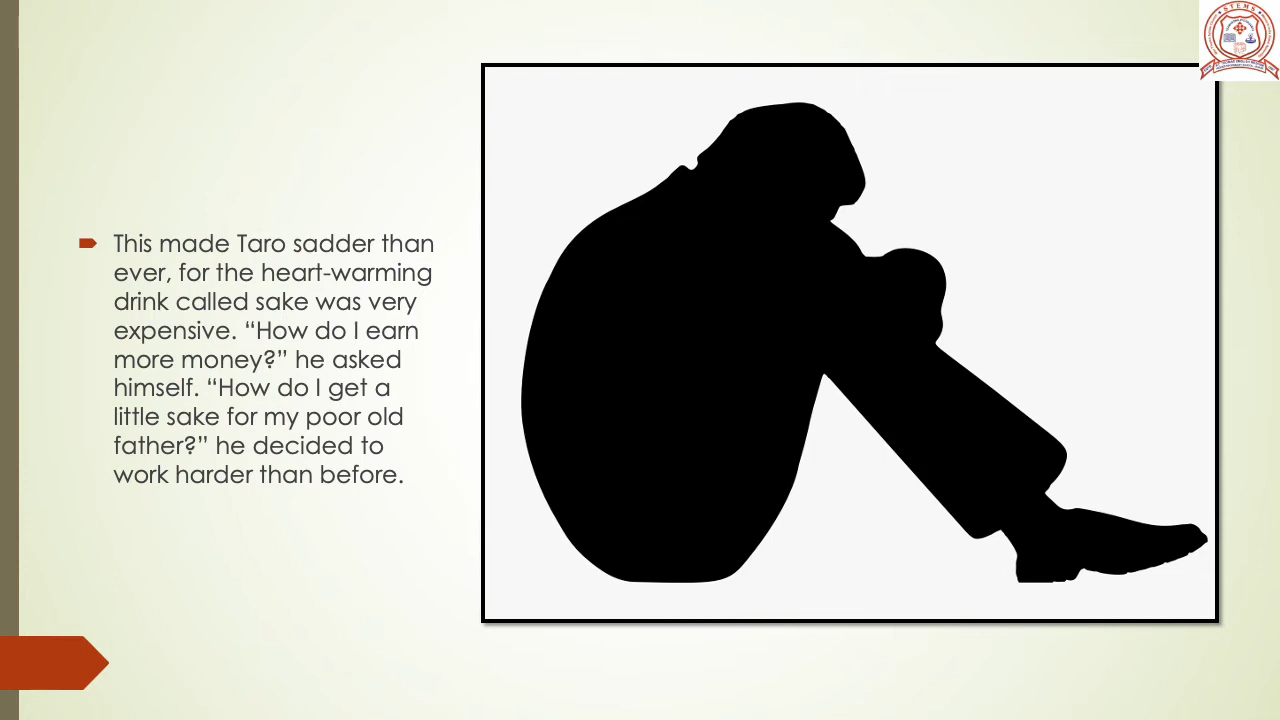 STEMS
This made Taro sadder than
ever, for the heart-warming
drink called sake was very
expensive. “How do I earn
more money?” he asked
himself. “How do I get a
little sake for my poor old
father?” he decided to
work harder than before.